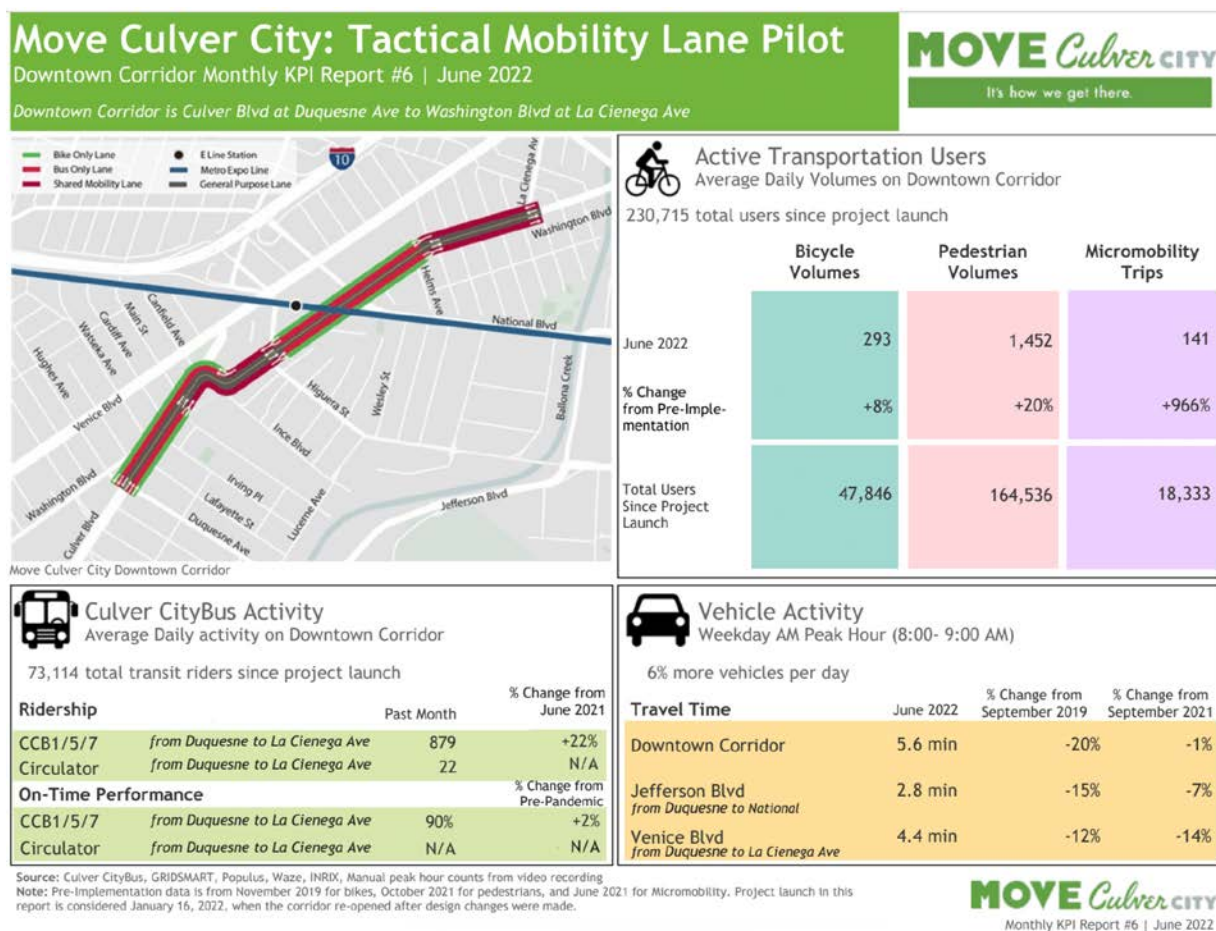 Move Culver City: Tactical Mobility Lane Pilot
Downtown Corridor Monthly KPI Report #6 | June 2022
Downtown Corridor is Culver Blvd at Duquesne Ave to Washington Blvd at La Cienega Ave
MOVE Culver CITY
It's how we get there.
Bike Only Lane
Bus Only Lane
Shared Mobility Lane
E Line Station
Metro Expo Line
General Purpose Lane
10
La Cienega Av
Washington Blvd
Helms Ave
National Blvd
Canfield Ave
Main St
Cardiff Ave
Watseka Ave
Hughes Ave
Venice Blvd
Higuera St
Wesley St
Ballona Creek
Ince Blvd
Washington Blvd
Irving Pl
Lafayette St
Duquesne Ave
Lucerne Ave
Jefferson Blvd
Culver Blvd
Move Culver City Downtown Corridor
Active Transportation Users
Average Daily Volumes on Downtown Corridor
230,715 total users since project launch
Bicycle Volumes Pedestrian Volumes Micromobility Trips
June 2022 293 1,452 141
% Change from Pre-Imple-mentation +8% +20% +966%
Total Users Since Project Launch 47,846 164,536 18,333
Culver CityBus Activity
Average Daily activity on Downtown Corridor
73,114 total transit riders since project launch
Ridership Past Month % Change from June 2021
CCB1/5/7 from Duquesne to La Cienega Ave 879 +22%
Circulator from Duquesne to La Cienega Ave 22 N/A
On-Time Performance % Change from Pre-Pandemic
CCB1/5/7 from Duquesne to La Cienega Ave 90% +2%
Circulator from Duquesne to La Cienega Ave N/A N/A
Vehicle Activity
Weekday AM Peak Hour (8:00- 9:00 AM)
6% more vehicles per day
Travel Time June 2022 % Change from September 2019 % Change from September 2021
Downtown Corridor 5.6 min -20% -1%
Jefferson Blvd 2.8 min -15% -7%
from Duquesne to National
Venice Blvd 4.4 min -12% -14%
from Duquesne to La Cienega Ave
Source: Culver CityBus, GRIDSMART, Populus, Waze, INRIX, Manual peak hour counts from video recording
Note: Pre-Implementation data is from November 2019 for bikes, October 2021 for pedestrians, and June 2021 for Micromobility. Project launch in this
report is considered January 16, 2022, when the corridor re-opened after design changes were made.
MOVE Culver CITY
Monthly KPI Report #6 | June 2022